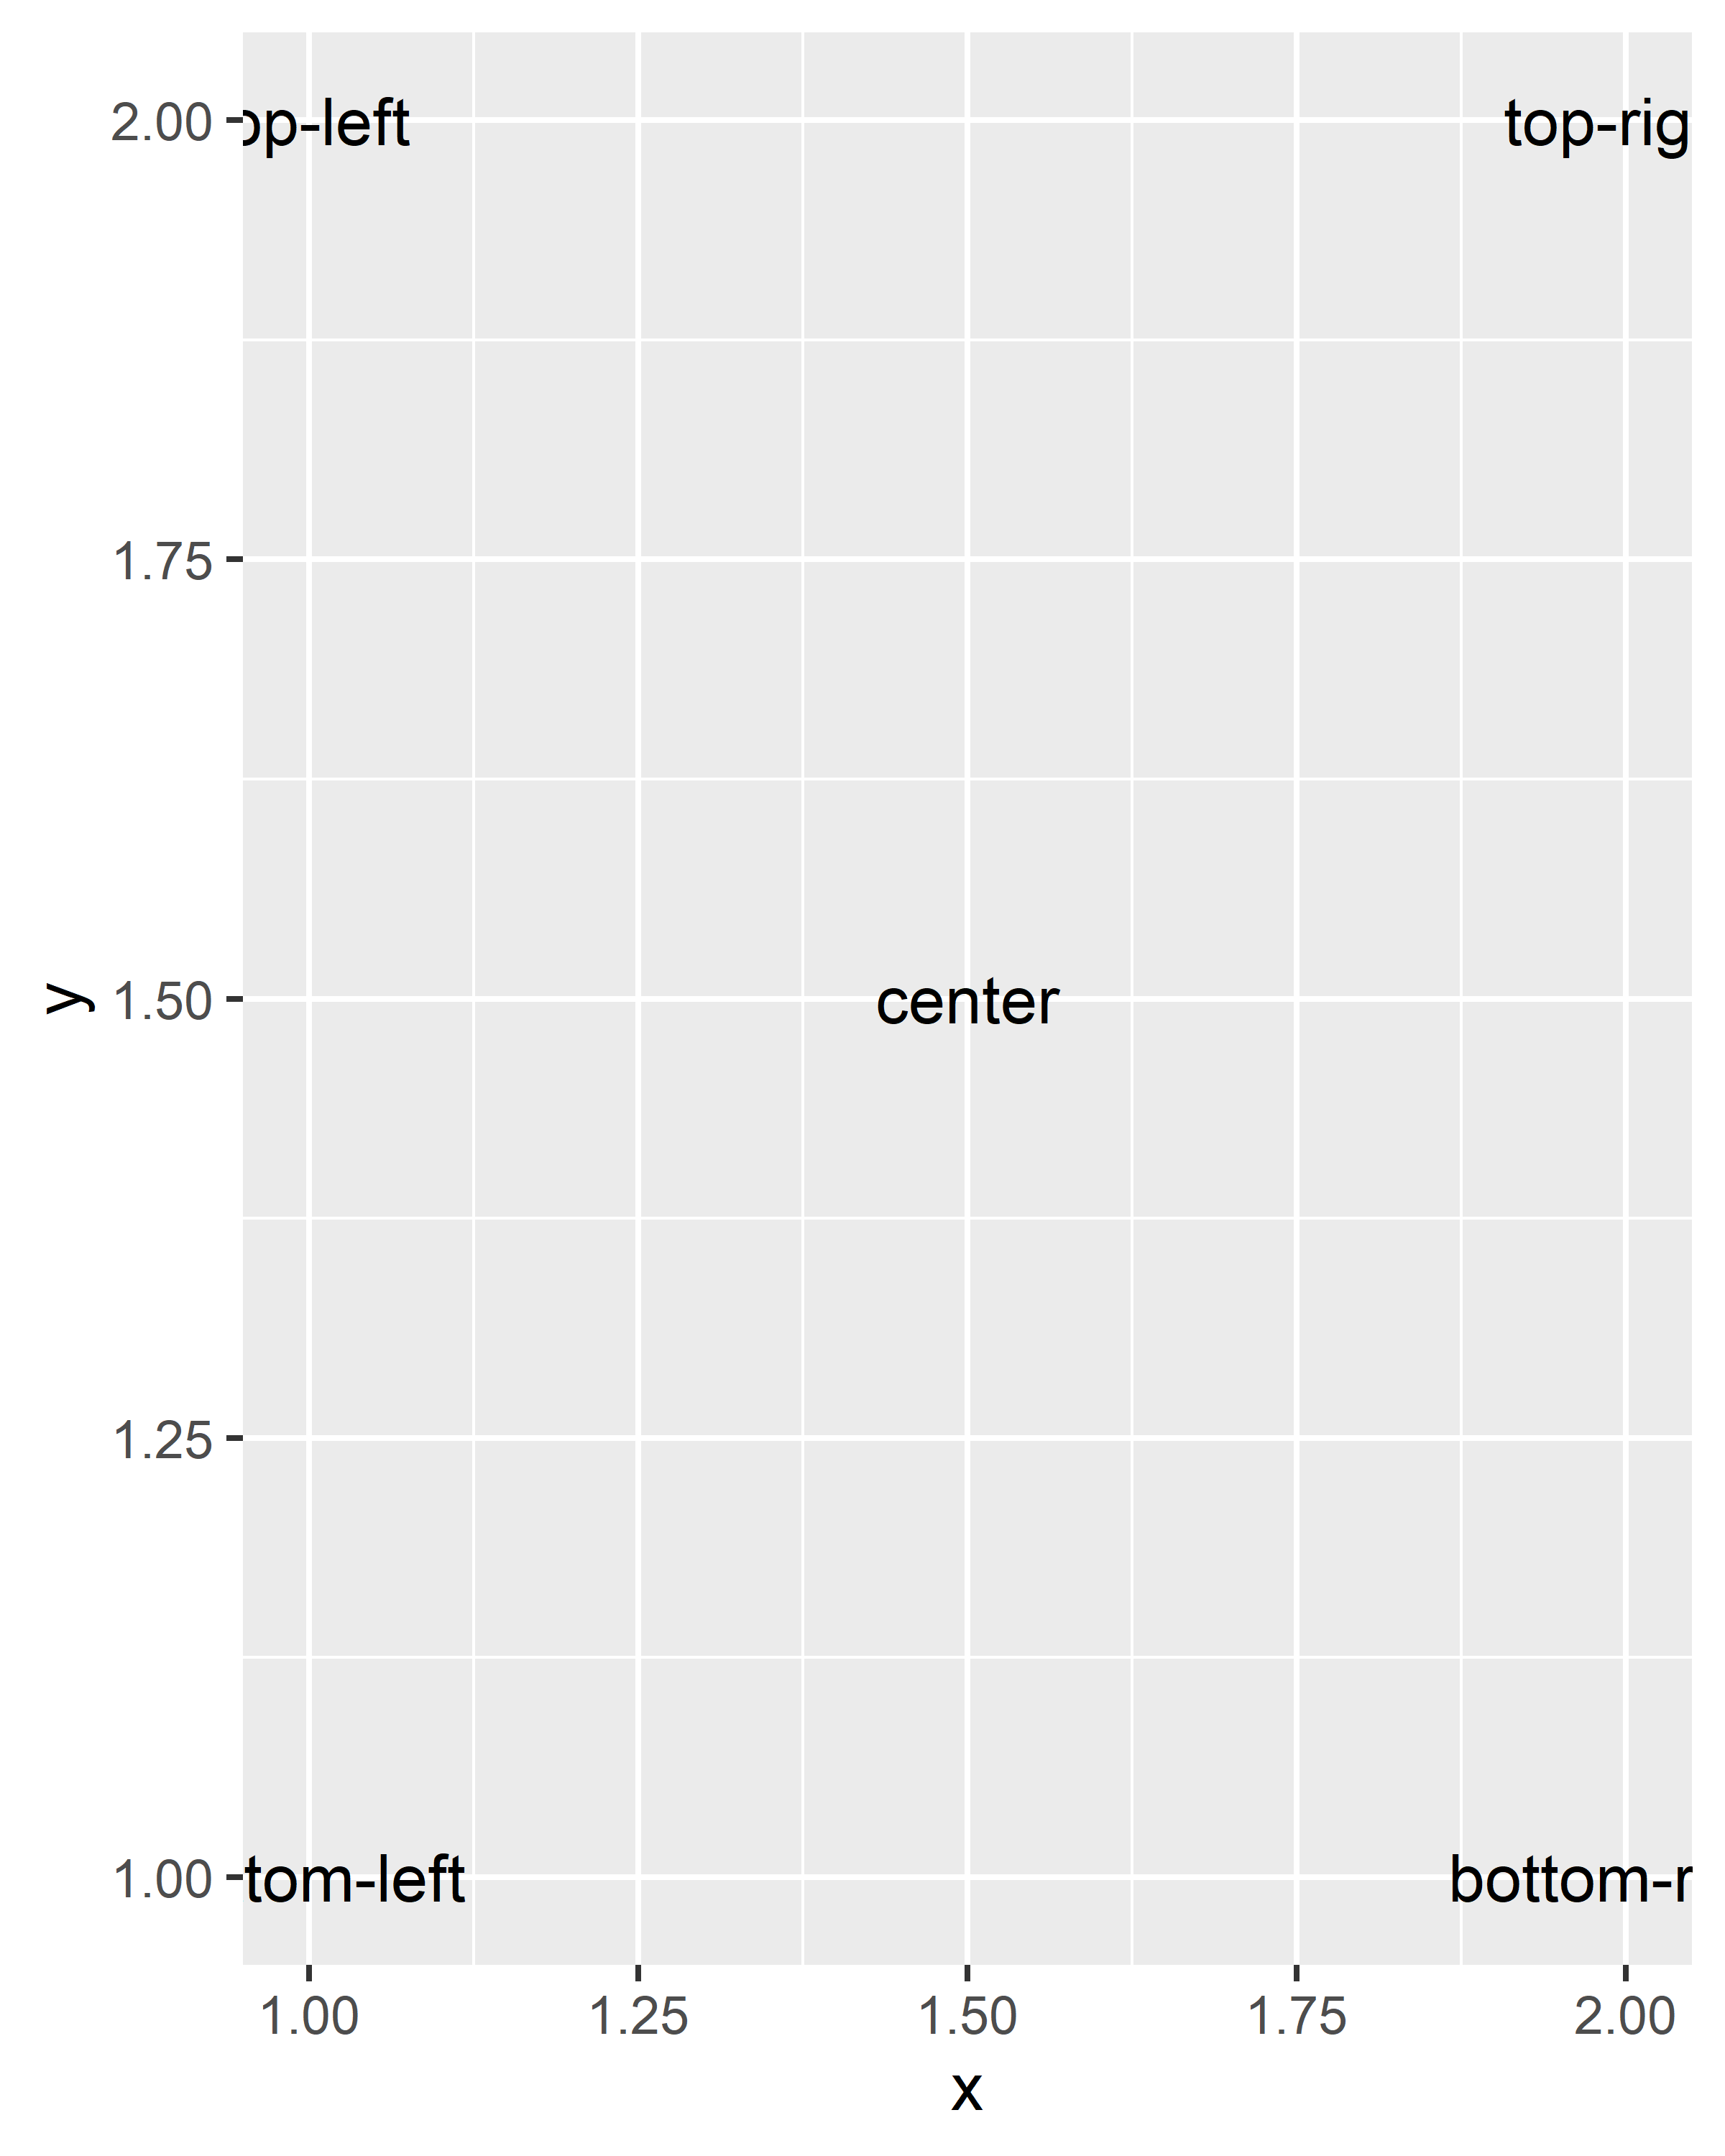 2.00 op-left top-rig
1.75
y 1.50 center
1.25
1.00 tom-left bottom-r
1.00 1.25 1.50 1.75 2.00
x